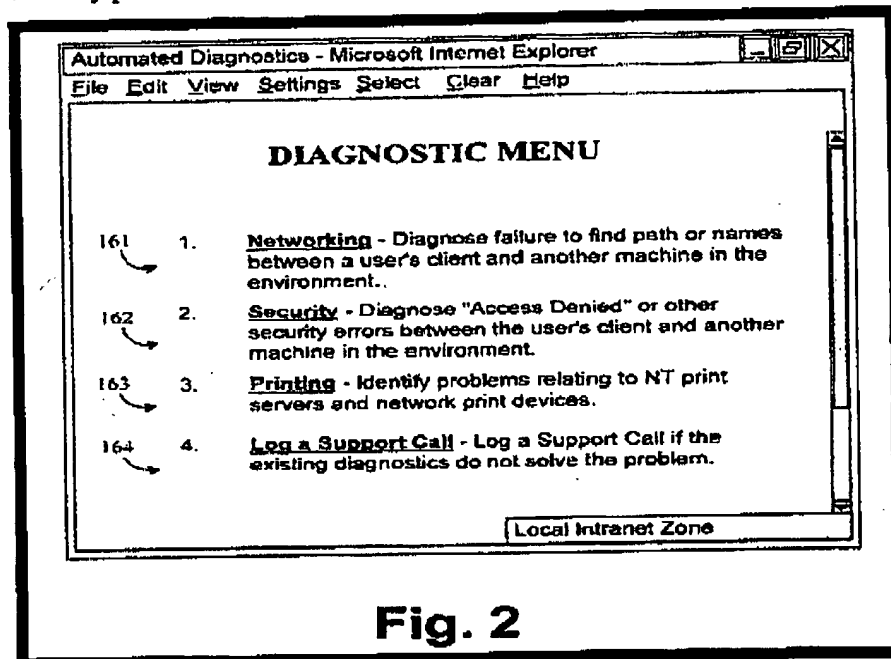 Automated Diagnostics - Microsoft Internet Explorer
File Edit View Settings Select Clear Help
DIAGNOSTIC MENU
161 1. Networking - Diagnose failure to find path or names
between a user's client and another machine in the
environment..
162 2. Security - Diagnose "Access Denied" or other
security errors between the user's client and another
machine in the environment.
163 3. Printing - Identify problems relating to NT print
servers and network print devices.
164 4. Log a Support Call - Log a Support Call if the
existing diagnostics do not solve the problem.
Local Intranet Zone
Fig. 2